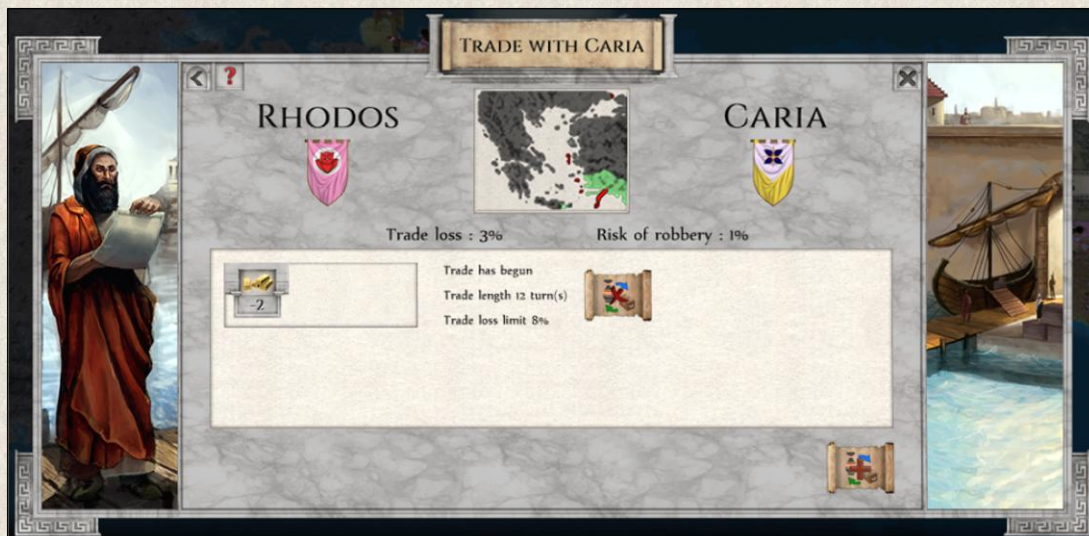 Trade with Caria
?
Rhodos
Caria
Trade loss : 3%
Risk of robbery : 1%
-2
Trade has begun
Trade length 12 turn(s)
Trade loss limit 8%